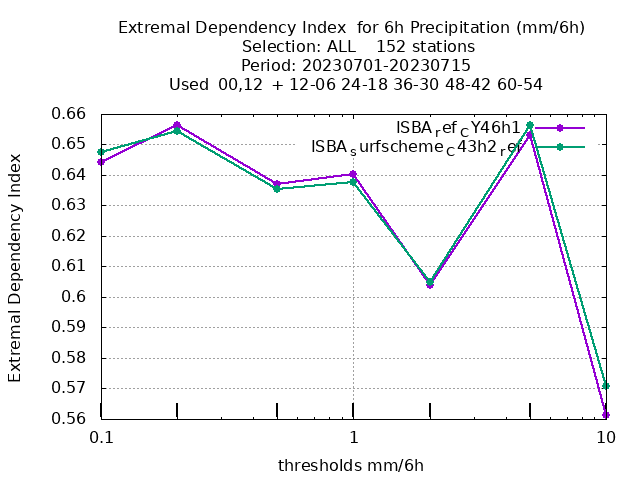 Extremal Dependency Index  for 6h Precipitation (mm/6h)
Selection: ALL    152 stations
Period: 20230701-20230715
Used  00,12  + 12-06 24-18 36-30 48-42 60-54
0.66
0.65
0.64
0.63
0.62
0.61
0.6
0.59
0.58
0.57
0.56
Extremal Dependency Index
ISBA_ref_CY46h1
ISBA_surfscheme_C43h2_ref
0.1
1
10
thresholds mm/6h